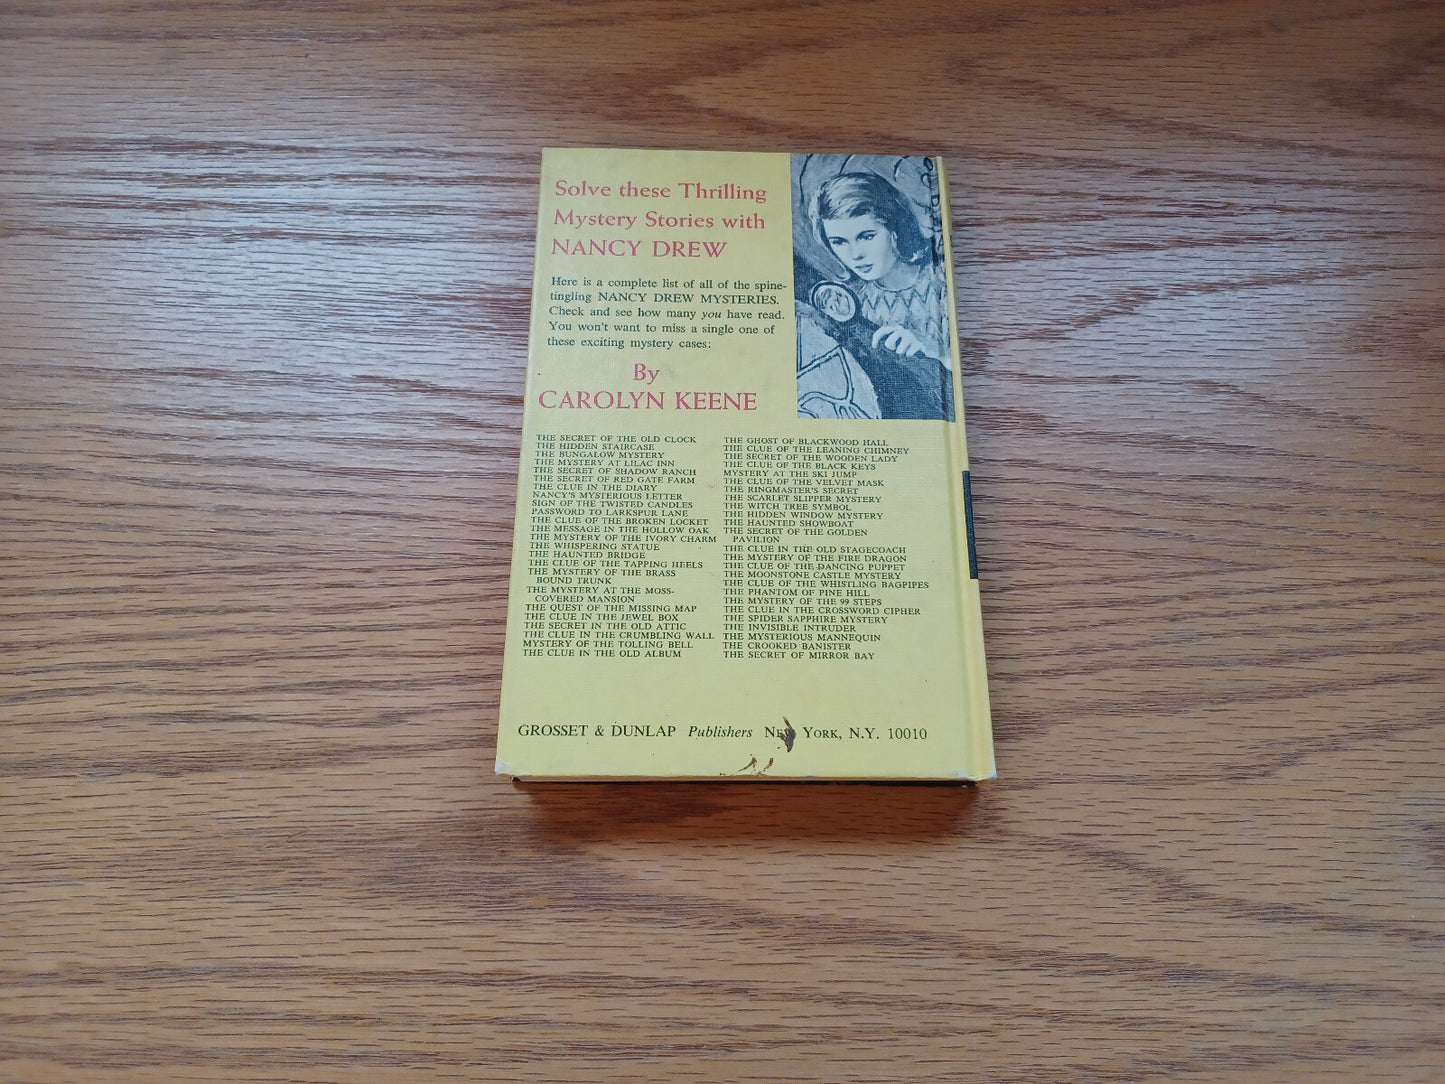 Solve these Thrilling
Mystery Stories with
NANCY DREW
Here is a complete list of all of the spine-
tingling NANCY DREW MYSTERIES.
Check and see how many you have read.
You won't want to miss a single one of
these exciting mystery cases:
By
CAROLYN KEENE
THE SECRET OF THE OLD CLOCK
THE HIDDEN STAIRCASE
THE BUNGALOW MYSTERY
THE MYSTERY AT LILAC INN
THE SECRET OF SHADOW RANCH
THE SECRET OF RED GATE FARM
THE CLUE IN THE DIARY
NANCY'S MYSTERIOUS LETTER
SIGN OF THE TWISTED CANDLES
PASSWORD TO LARKSPUR LANE
THE CLUE OF THE BROKEN LOCKET
THE MESSAGE IN THE HOLLOW OAK
THE MYSTERY OF THE IVORY CHARM
THE WHISPERING STATUE
THE HAUNTED BRIDGE
THE CLUE OF THE TAPPING HEELS
THE MYSTERY OF THE BRASS
BOUND TRUNK
THE MYSTERY AT THE MOSS-
COVERED MANSION
THE QUEST OF THE MISSING MAP
THE CLUE IN THE JEWEL BOX
THE SECRET IN THE OLD ATTIC
THE CLUE IN THE CRUMBLING WALL
MYSTERY OF THE TOLLING BELL
THE CLUE IN THE OLD ALBUM
THE GHOST OF BLACKWOOD HALL
THE CLUE OF THE LEANING CHIMNEY
THE SECRET OF THE WOODEN LADY
THE CLUE OF THE BLACK KEYS
MYSTERY AT THE SKI JUMP
THE CLUE OF THE VELVET MASK
THE RINGMASTER'S SECRET
THE SCARLET SLIPPER MYSTERY
THE WITCH TREE SYMBOL
THE HIDDEN WINDOW MYSTERY
THE HAUNTED SHOWBOAT
THE SECRET OF THE GOLDEN
PAVILION
THE CLUE IN THE OLD STAGECOACH
THE MYSTERY OF THE FIRE DRAGON
THE CLUE OF THE DANCING PUPPET
THE MOONSTONE CASTLE MYSTERY
THE CLUE OF THE WHISTLING BAGPIPES
THE PHANTOM OF PINE HILL
THE MYSTERY OF THE 99 STEPS
THE CLUE IN THE CROSSWORD CIPHER
THE SPIDER SAPPHIRE MYSTERY
THE INVISIBLE INTRUDER
THE MYSTERIOUS MANNEQUIN
THE CROOKED BANISTER
THE SECRET OF MIRROR BAY
GROSSET & DUNLAP Publishers New York, N.Y. 10010